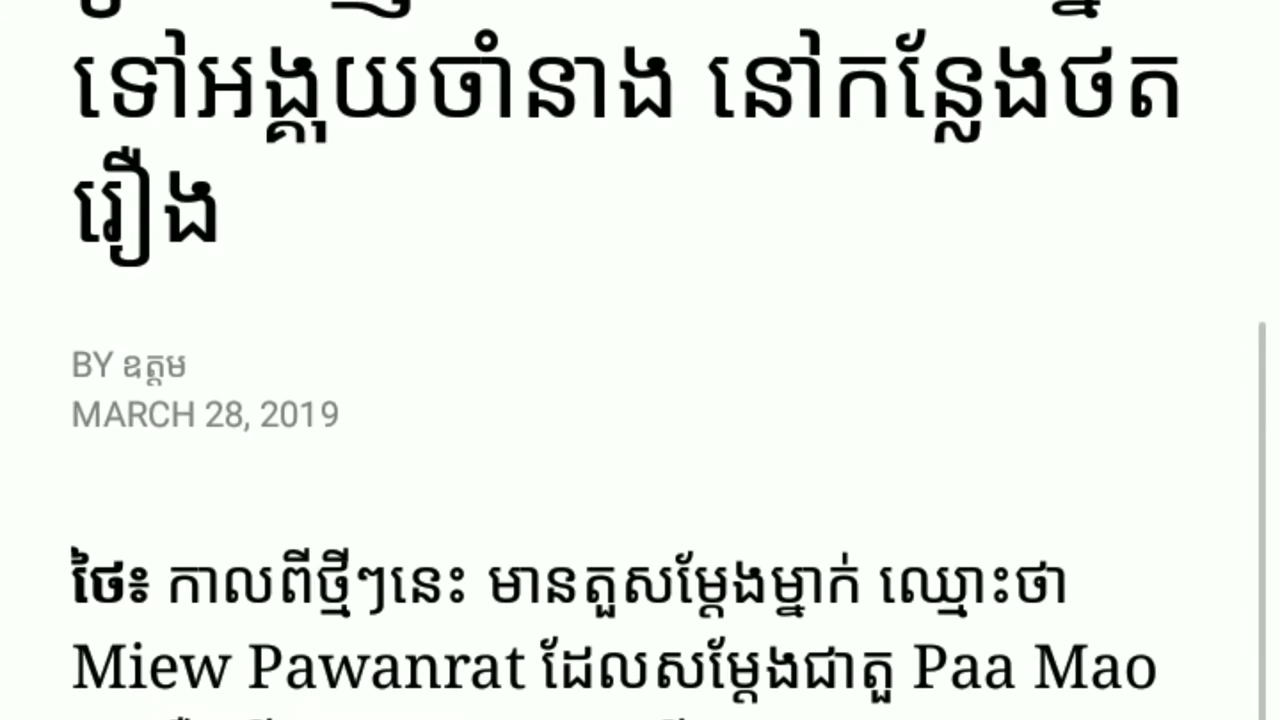 ទៅអង្គុយចាំនាង នៅកន្លែងថត
រឿង
BY ឧត្តម
MARCH 28, 2019
ថៃ៖ កាលពីថ្មីៗនេះ មានតួសម្ដែងម្នាក់ ឈ្មោះថា
Miew Pawanrat ដែលសម្ដែងជាតួ Paa Mao